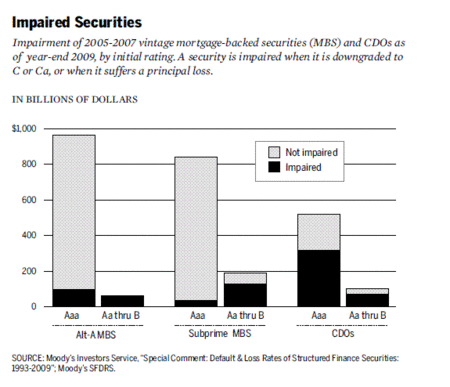 Impaired Securities
Impairment of 2005-2007 vintage mortgage-backed securities (MBS) and CDOs as
of year-end 2009, by initial rating. A security is impaired when it is downgraded to
C or Ca, or when it suffers a principal loss.
IN BILLIONS OF DOLLARS
$1,000
800
600
400
200
0
Not impaired
Impaired
Aaa Aa thru B Aaa Aa thru B Aaa Aa thru B
Alt-A MBS Subprime MBS CDOs
SOURCE: Moody's Investors Service, "Special Comment: Default & Loss Rates of Structured Finance Securities:
1993-2009"; Moody's SFDRS.